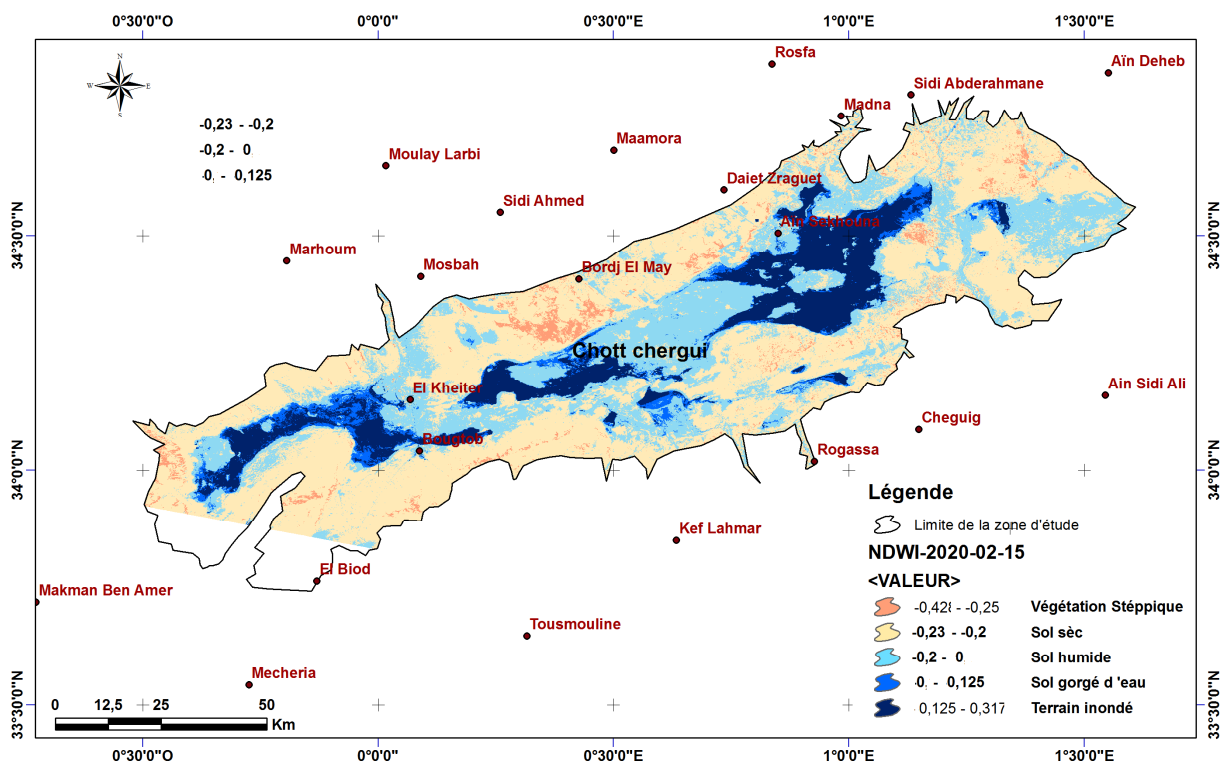 0°30'0"O 0°0'0" 0°30'0"E 1°0'0"E 1°30'0"E
N
W E
S
Rosfa
Aïn Deheb
Sidi Abderahmane
Madna
-0,23 - -0,2
-0,2 - 0
0, - 0,125
Maamora
Moulay Larbi
Daiet Zraguet
Sidi Ahmed
Aïn Sekhouna
34°30'0"N
34°30'0"N
Marhoum
Mosbah
Bordj El May
Chott chergui
El Kheiter
Ain Sidi Ali
Cheguig
Bougtob
Rogassa
34°0'0"N
34°0'0"N
Kef Lahmar
El Biod
Makman Ben Amer
Tousmouline
Mecheria
Légende
Limite de la zone d'étude
NDWI-2020-02-15
<VALEUR>
-0,428 - -0,25 Végétation Stéppique
-0,23 - -0,2 Sol sèc
-0,2 - 0 Sol humide
0, - 0,125 Sol gorgé d 'eau
0,125 - 0,317 Terrain inondé
0 12,5 25 50
Km
33°30'0"N
33°30'0"N
0°30'0"O 0°0'0" 0°30'0"E 1°0'0"E 1°30'0"E